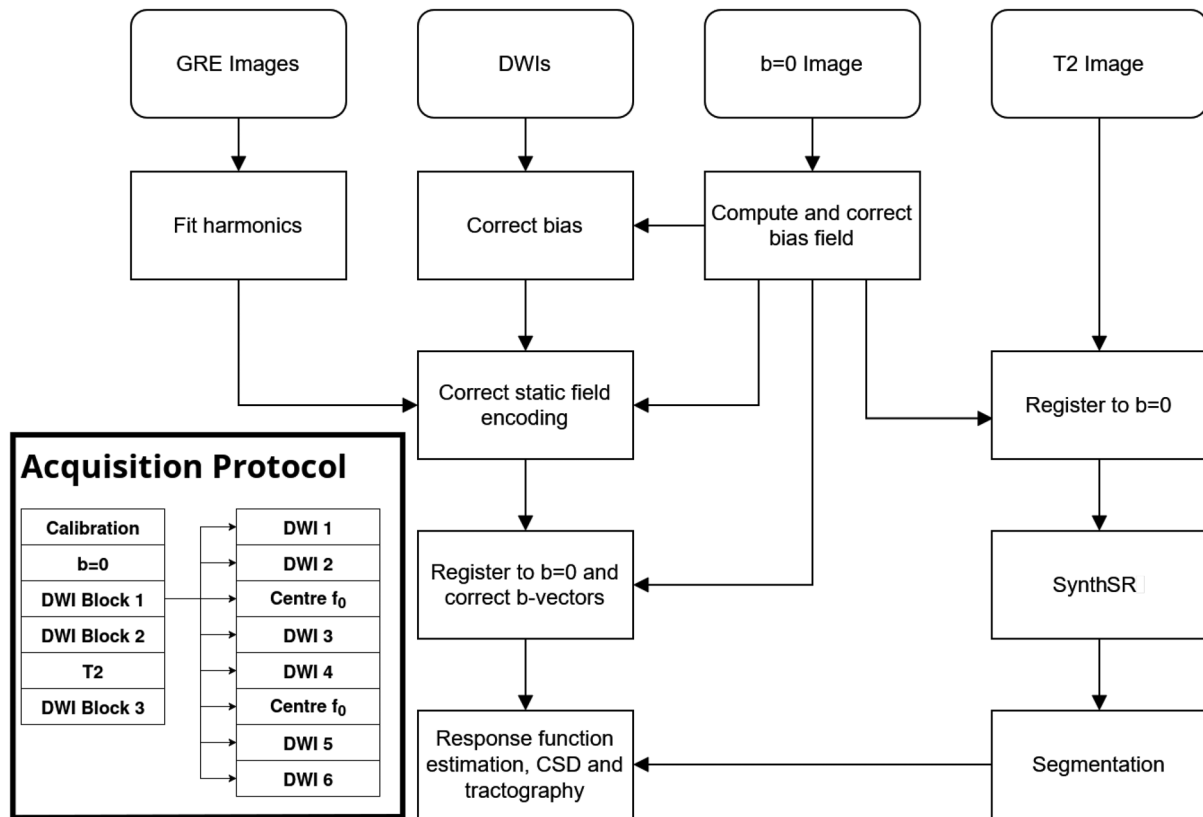 GRE Images
DWIs
b=0 Image
T2 Image
Fit harmonics
Correct bias
Compute and correct
bias field
Correct static field
encoding
Register to b=0
Register to b=0 and
correct b-vectors
SynthSR
Response function
estimation, CSD and
tractography
Segmentation
Acquisition Protocol
Calibration
b=0
DWI Block 1
DWI Block 2
T2
DWI Block 3
DWI 1
DWI 2
Centre f₀
DWI 3
DWI 4
Centre f₀
DWI 5
DWI 6